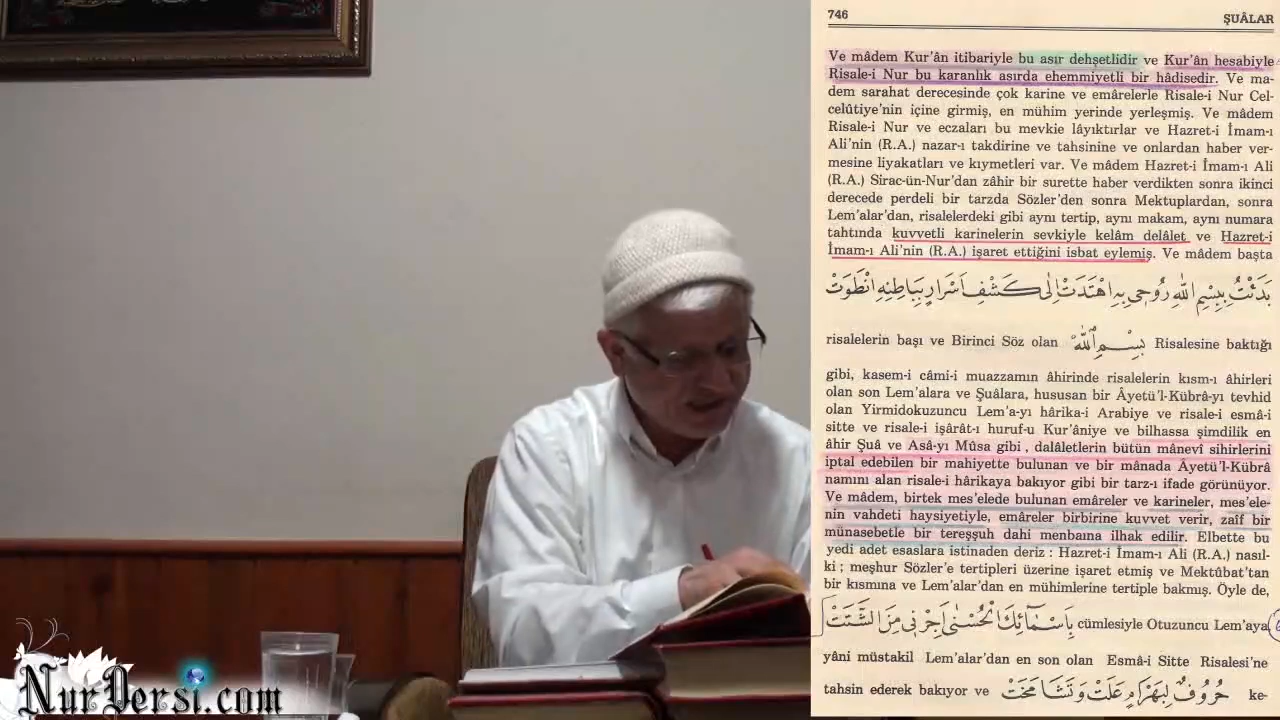 746
ŞUÂLAR
Ve mâdem Kur'ân itibariyle bu asır dehşetlidir ve Kur'ân hesabiyle
Risale-i Nur bu karanlık asırda ehemmiyetli bir hâdisedir. Ve ma-
dem sarahat derecesinde çok karine ve emârelerle Risale-i Nur Cel-
celûtiye'nin içine girmiş, en mühim yerinde yerleşmiş. Ve mâdem
Risale-i Nur ve eczaları bu mevkie lâyıktırlar ve Hazret-i İmam-ı
Ali'nin (R.A.) nazar-ı takdirine ve tahsinine ve onlardan haber ver-
mesine liyakatları ve kıymetleri var. Ve mâdem Hazret-i İmam-ı Ali
(R.A.) Sirac-ün-Nur'dan zâhir bir surette haber verdikten sonra ikinci
derecede perdeli bir tarzda Sözler'den sonra Mektuplardan, sonra
Lem'alar'dan, risalelerdeki gibi aynı tertip, aynı makam, aynı numara
tahtında kuvvetli karinelerin sevkiyle kelâm delâlet ve Hazret-i
İmam-ı Ali'nin (R.A.) işaret ettiğini isbat eylemiş. Ve mâdem başta
بَدَئْتُ بِبِسْمِ اللّٰهِ رُوحِى بِهِ اهْتَدَتْ اِلٰى كَشْفِ اَسْرَارٍ بِبَاطِنِهِ انْطَوَتْ
risalelerin başı ve Birinci Söz olan بِسْمِ اللّٰهِ Risalesine baktığı
gibi, kasem-i câmi-i muazzamın âhirinde risalelerin kısm-ı âhirleri
olan son Lem'alara ve Şuâlara, hususan bir Âyetü'l-Kübrâ-yı tevhid
olan Yirmidokuzuncu Lem'a-yı hârika-i Arabiye ve risale-i esmâ-i
sitte ve risale-i işârât-ı huruf-u Kur'âniye ve bilhassa şimdilik en
âhir Şuâ ve Asâ-yı Mûsa gibi , dalâletlerin bütün mânevî sihirlerini
iptal edebilen bir mahiyette bulunan ve bir mânada Âyetü'l-Kübrâ
namını alan risale-i hârikaya bakıyor gibi bir tarz-ı ifade görünüyor.
Ve mâdem, birtek mes'elede bulunan emâreler ve karineler, mes'ele-
nin vahdeti haysiyetiyle, emâreler birbirine kuvvet verir, zaîf bir
münasebetle bir tereşşuh dahi menbaına ilhak edilir. Elbette bu
yedi adet esaslara istinaden deriz : Hazret-i İmam-ı Ali (R.A.) nasıl-
ki ; meşhur Sözler'e tertipleri üzerine işaret etmiş ve Mektûbat'tan
bir kısmına ve Lem'alar'dan en mühimlerine tertiple bakmış. Öyle de,
بِاَسْمَآئِكَ الْحُسْنٰى اَجِرْنِى مِنَ الشَّتَتْ cümlesiyle Otuzuncu Lem'aya,
yâni müstakil Lem'alar'dan en son olan Esmâ-i Sitte Risalesi'ne
tahsin ederek bakıyor ve حُرُوفٌ لِبَهْرَامٍ عَلَتْ وَتَشَامَخَتْ ke-
NurDersi.com